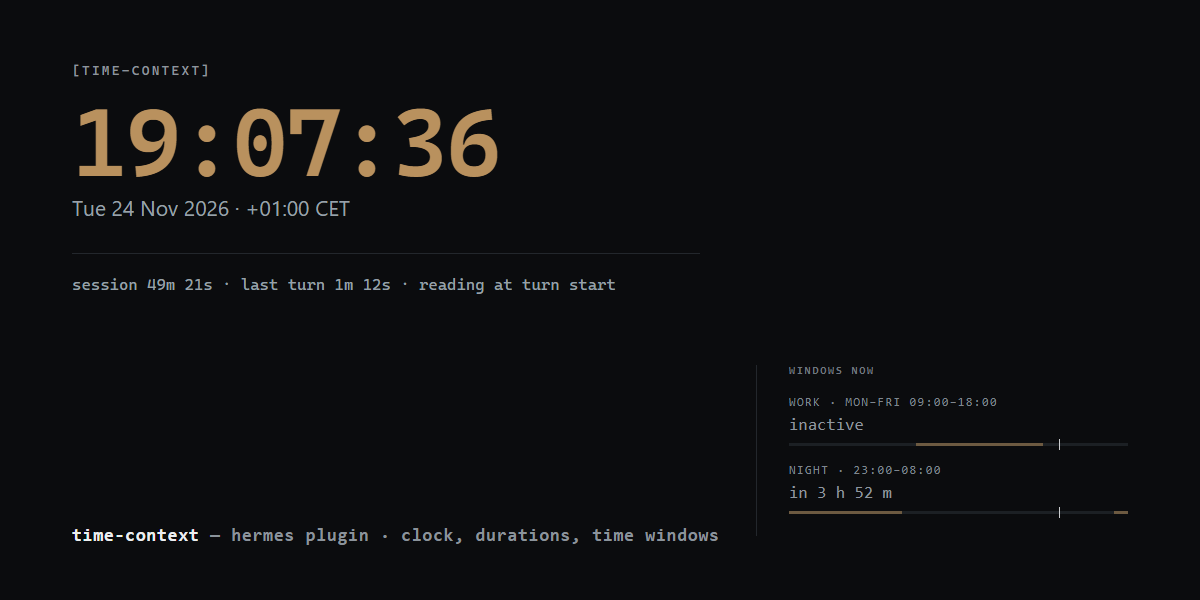 [TIME-CONTEXT]
19:07:36
Tue 24 Nov 2026 · +01:00 CET
session 49m 21s · last turn 1m 12s · reading at turn start
WINDOWS NOW
WORK · MON–FRI 09:00–18:00
inactive
NIGHT · 23:00–08:00
in 3 h 52 m
time-context — hermes plugin · clock, durations, time windows